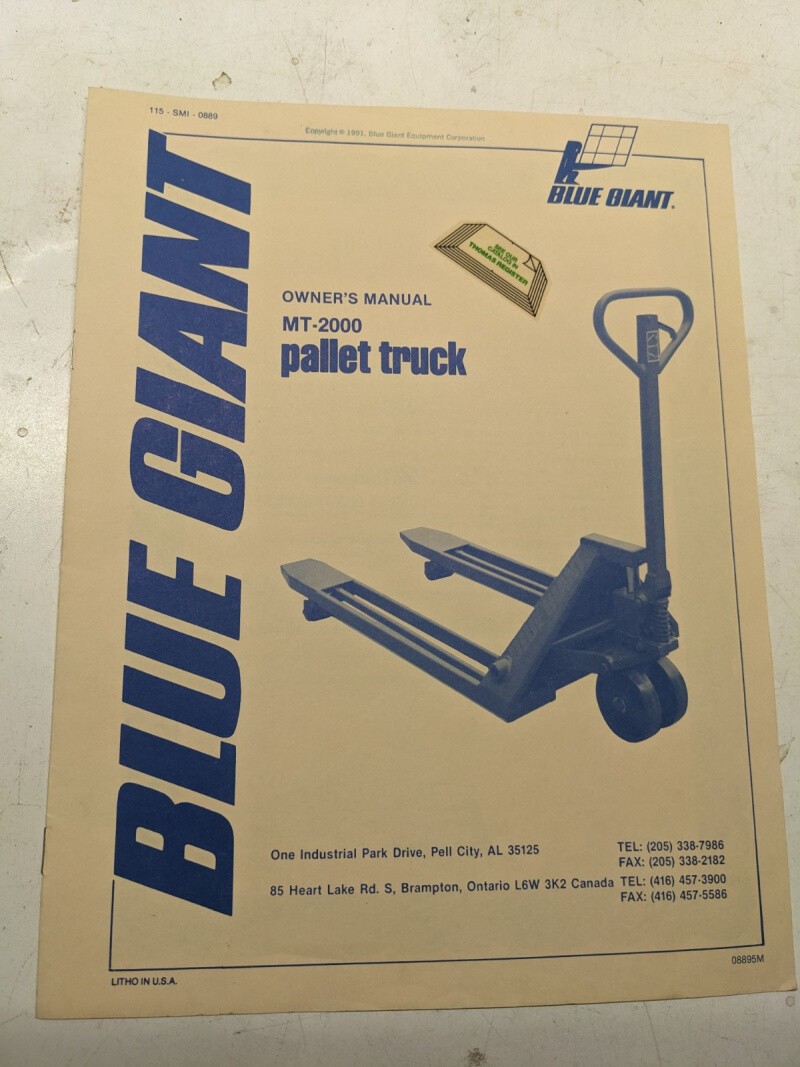 115 - SMI - 0889
Copyright © 1991, Blue Giant Equipment Corporation
BLUE GIANT.
BLUE GIANT
SEE OUR
CATALOG IN
THOMAS REGISTER
OWNER'S MANUAL
MT-2000
pallet truck
One Industrial Park Drive, Pell City, AL 35125
TEL: (205) 338-7986
FAX: (205) 338-2182
85 Heart Lake Rd. S, Brampton, Ontario L6W 3K2 Canada
TEL: (416) 457-3900
FAX: (416) 457-5586
08895M
LITHO IN U.S.A.